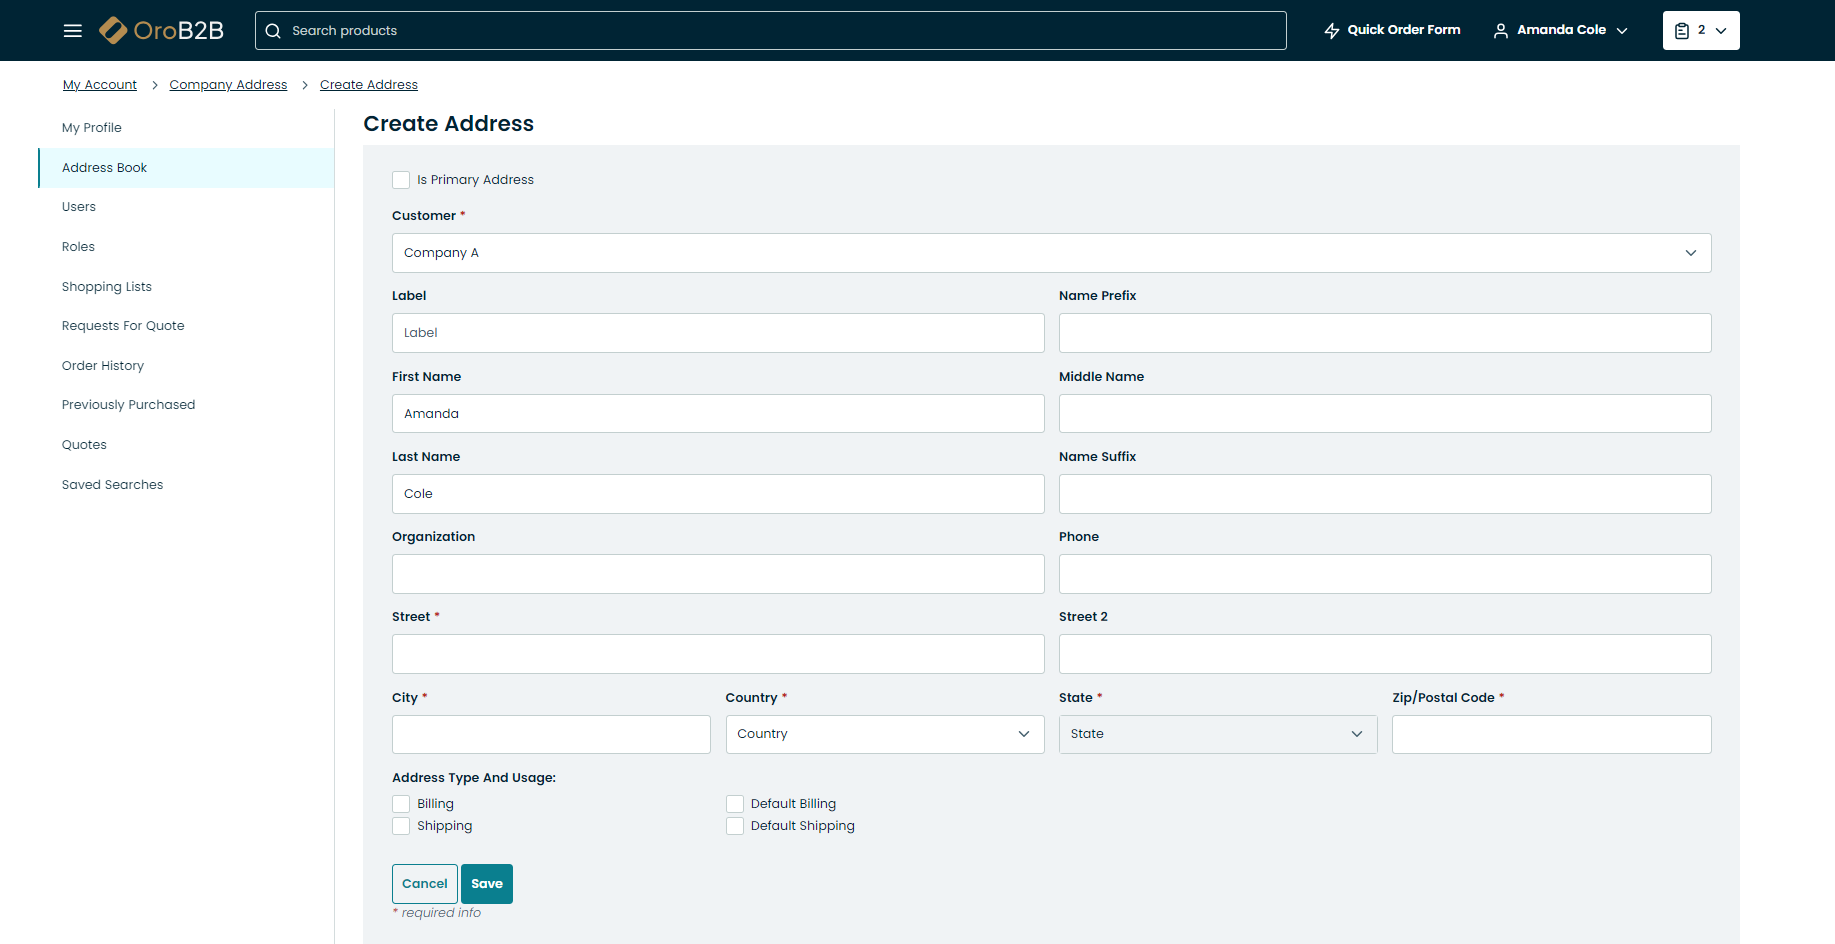 OroB2B
Search products
Quick Order Form
Amanda Cole
2
My Account > Company Address > Create Address
My Profile
Address Book
Users
Roles
Shopping Lists
Requests For Quote
Order History
Previously Purchased
Quotes
Saved Searches
Create Address
Is Primary Address
Customer *
Company A
Label
Name Prefix
Label
First Name
Middle Name
Amanda
Last Name
Name Suffix
Cole
Organization
Phone
Street *
Street 2
City *
Country *
State *
Zip/Postal Code *
Country
State
Address Type And Usage:
Billing
Default Billing
Shipping
Default Shipping
Cancel
Save
* required info